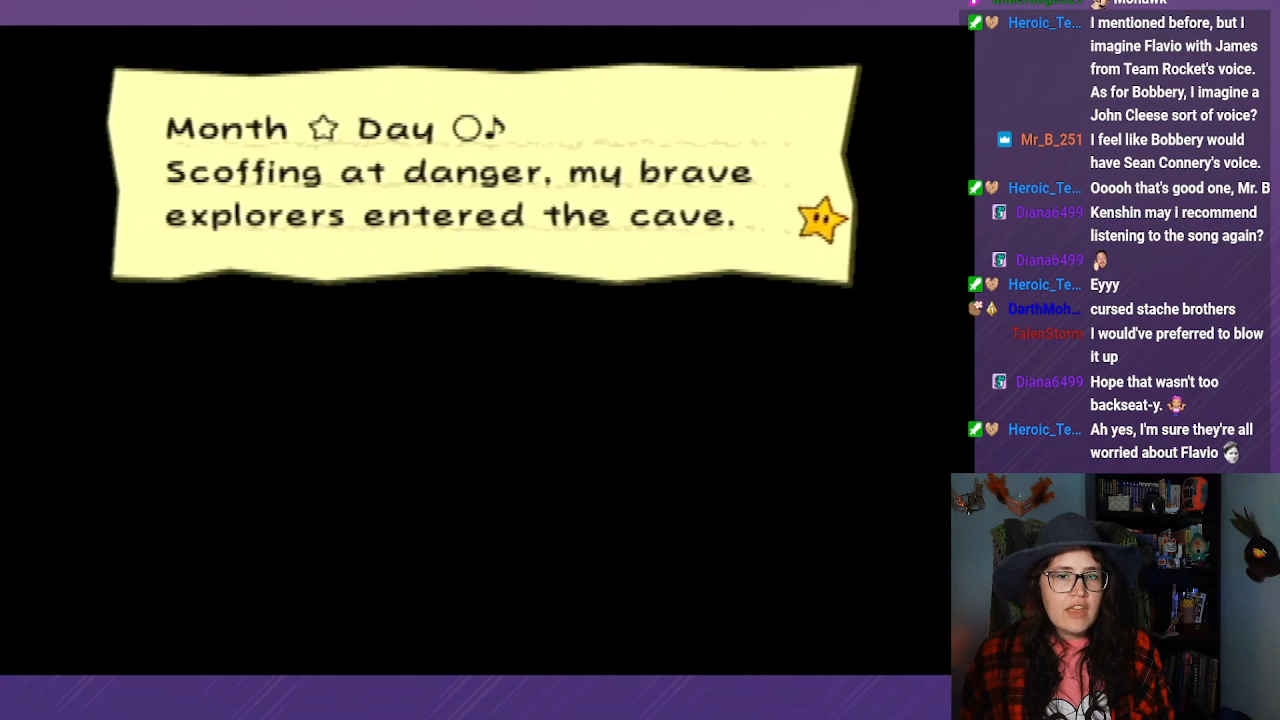 Month ☆ Day ○♪
Scoffing at danger, my brave
explorers entered the cave.
Mohawk
Heroic_Te... I mentioned before, but I
imagine Flavio with James
from Team Rocket's voice.
As for Bobbery, I imagine a
John Cleese sort of voice?
Mr_B_251 I feel like Bobbery would
have Sean Connery's voice.
Heroic_Te... Ooooh that's good one, Mr. B
Diana6499 Kenshin may i recommend
listening to the song again?
Diana6499
Heroic_Te... Eyyy
DarthMoh... cursed stache brothers
TalenStorm I would've preferred to blow
it up
Diana6499 Hope that wasn't too
backseat-y.
Heroic_Te... Ah yes, I'm sure they're all
worried about Flavio